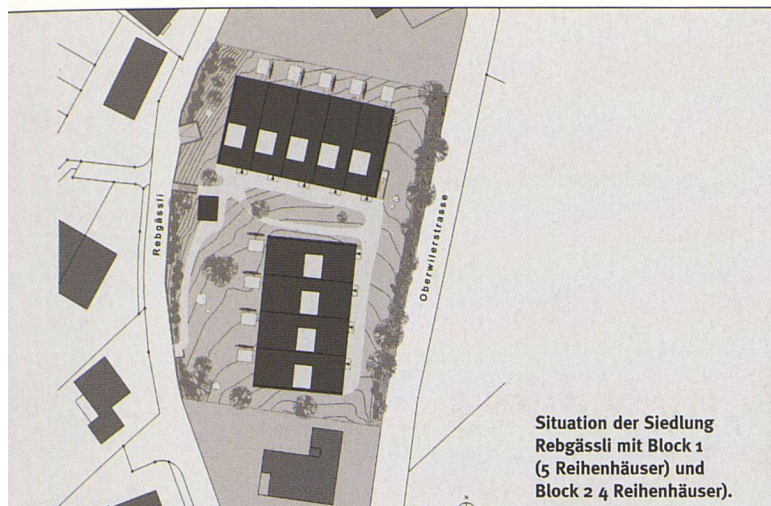 Rebgässli
Oberwilerstrasse
Situation der Siedlung
Rebgässli mit Block 1
(5 Reihenhäuser) und
Block 2 4 Reihenhäuser).